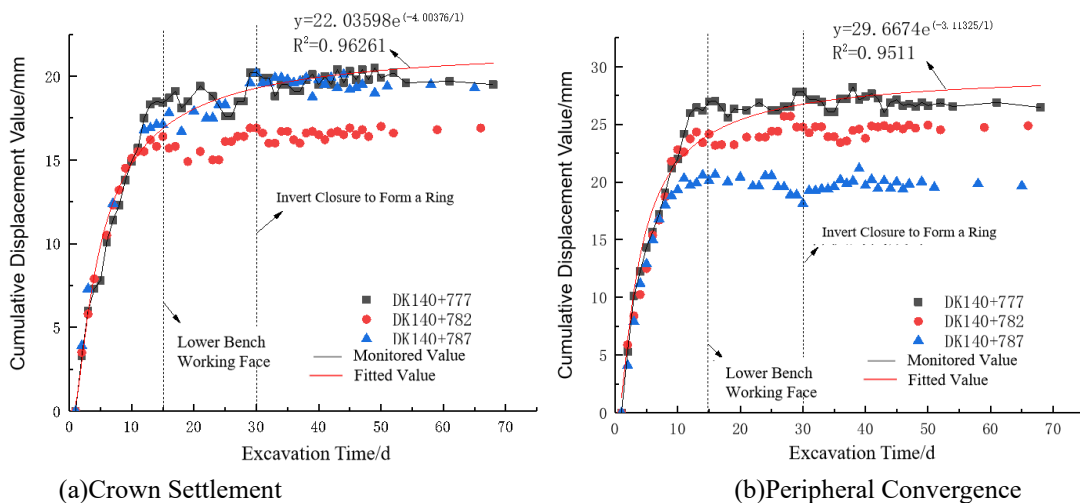 y=22.03598e(-4.00376/1)
R²=0.96261
Invert Closure to Form a Ring
DK140+777
DK140+782
DK140+787
Monitored Value
Fitted Value
Lower Bench
Working Face
Cumulative Displacement Value/mm
20
15
10
5
0
0 10 20 30 40 50 60 70
Excavation Time/d
(a)Crown Settlement
y=29.6674e(-3.11325/1)
R²=0.9511
Invert Closure to Form a Ring
DK140+777
DK140+782
DK140+787
Monitored Value
Fitted Value
Lower Bench
Working Face
Cumulative Displacement Value/mm
30
25
20
15
10
5
0
0 10 20 30 40 50 60 70
Excavation Time/d
(b)Peripheral Convergence